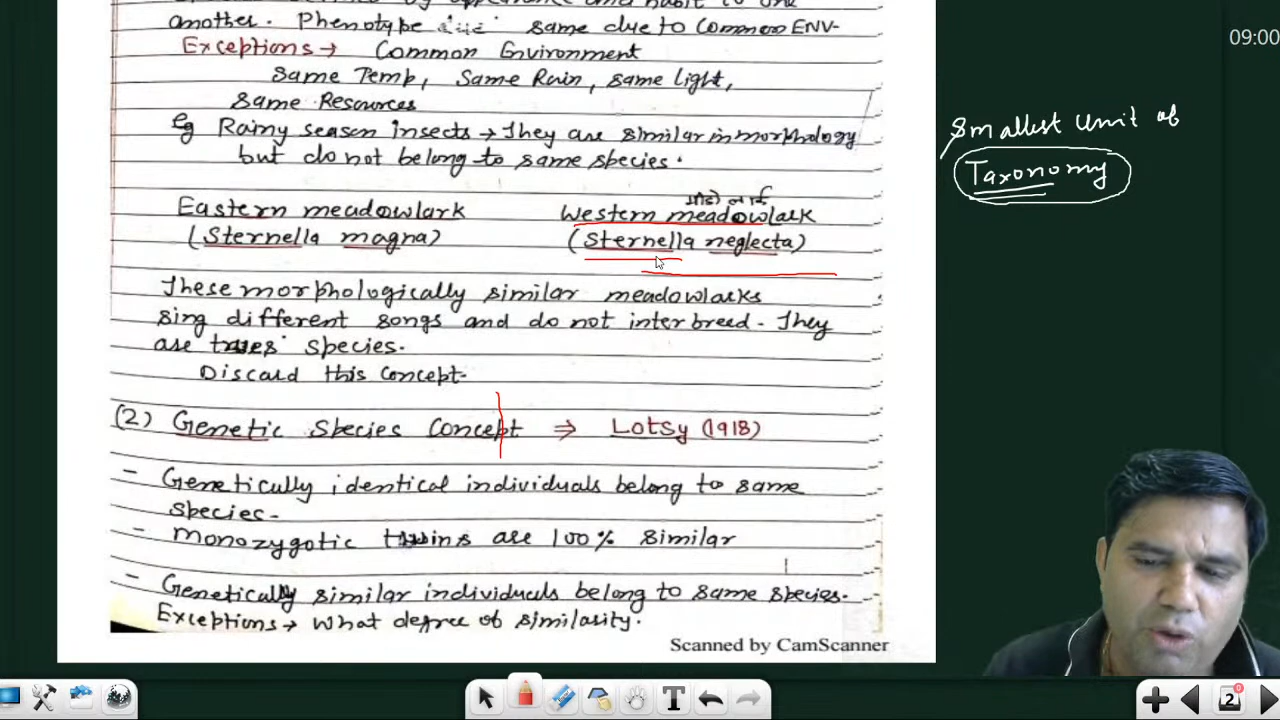 another. Phenotype same due to Common ENV-
Exceptions → Common Environment
Same Temp, Same Rain, same light,
same Resources
Eg Rainy season insects → They are similar in morphology
but do not belong to same species.
Eastern meadowlark
(Sternella magna)
Western meadowlark
(Sternella neglecta)
These morphologically similar meadowlarks
sing different songs and do not interbreed. They
are species.
Discard this Concept-
(2) Genetic Species Concept ⇒ Lotsy (1918)
- Genetically identical individuals belong to same
species-
- monozygotic twins are 100% similar
- Genetically similar individuals belong to same species.
Exceptions → What degree of similarity.
Scanned by CamScanner
09:00
Smallest Unit of
Taxonomy
T
2
0